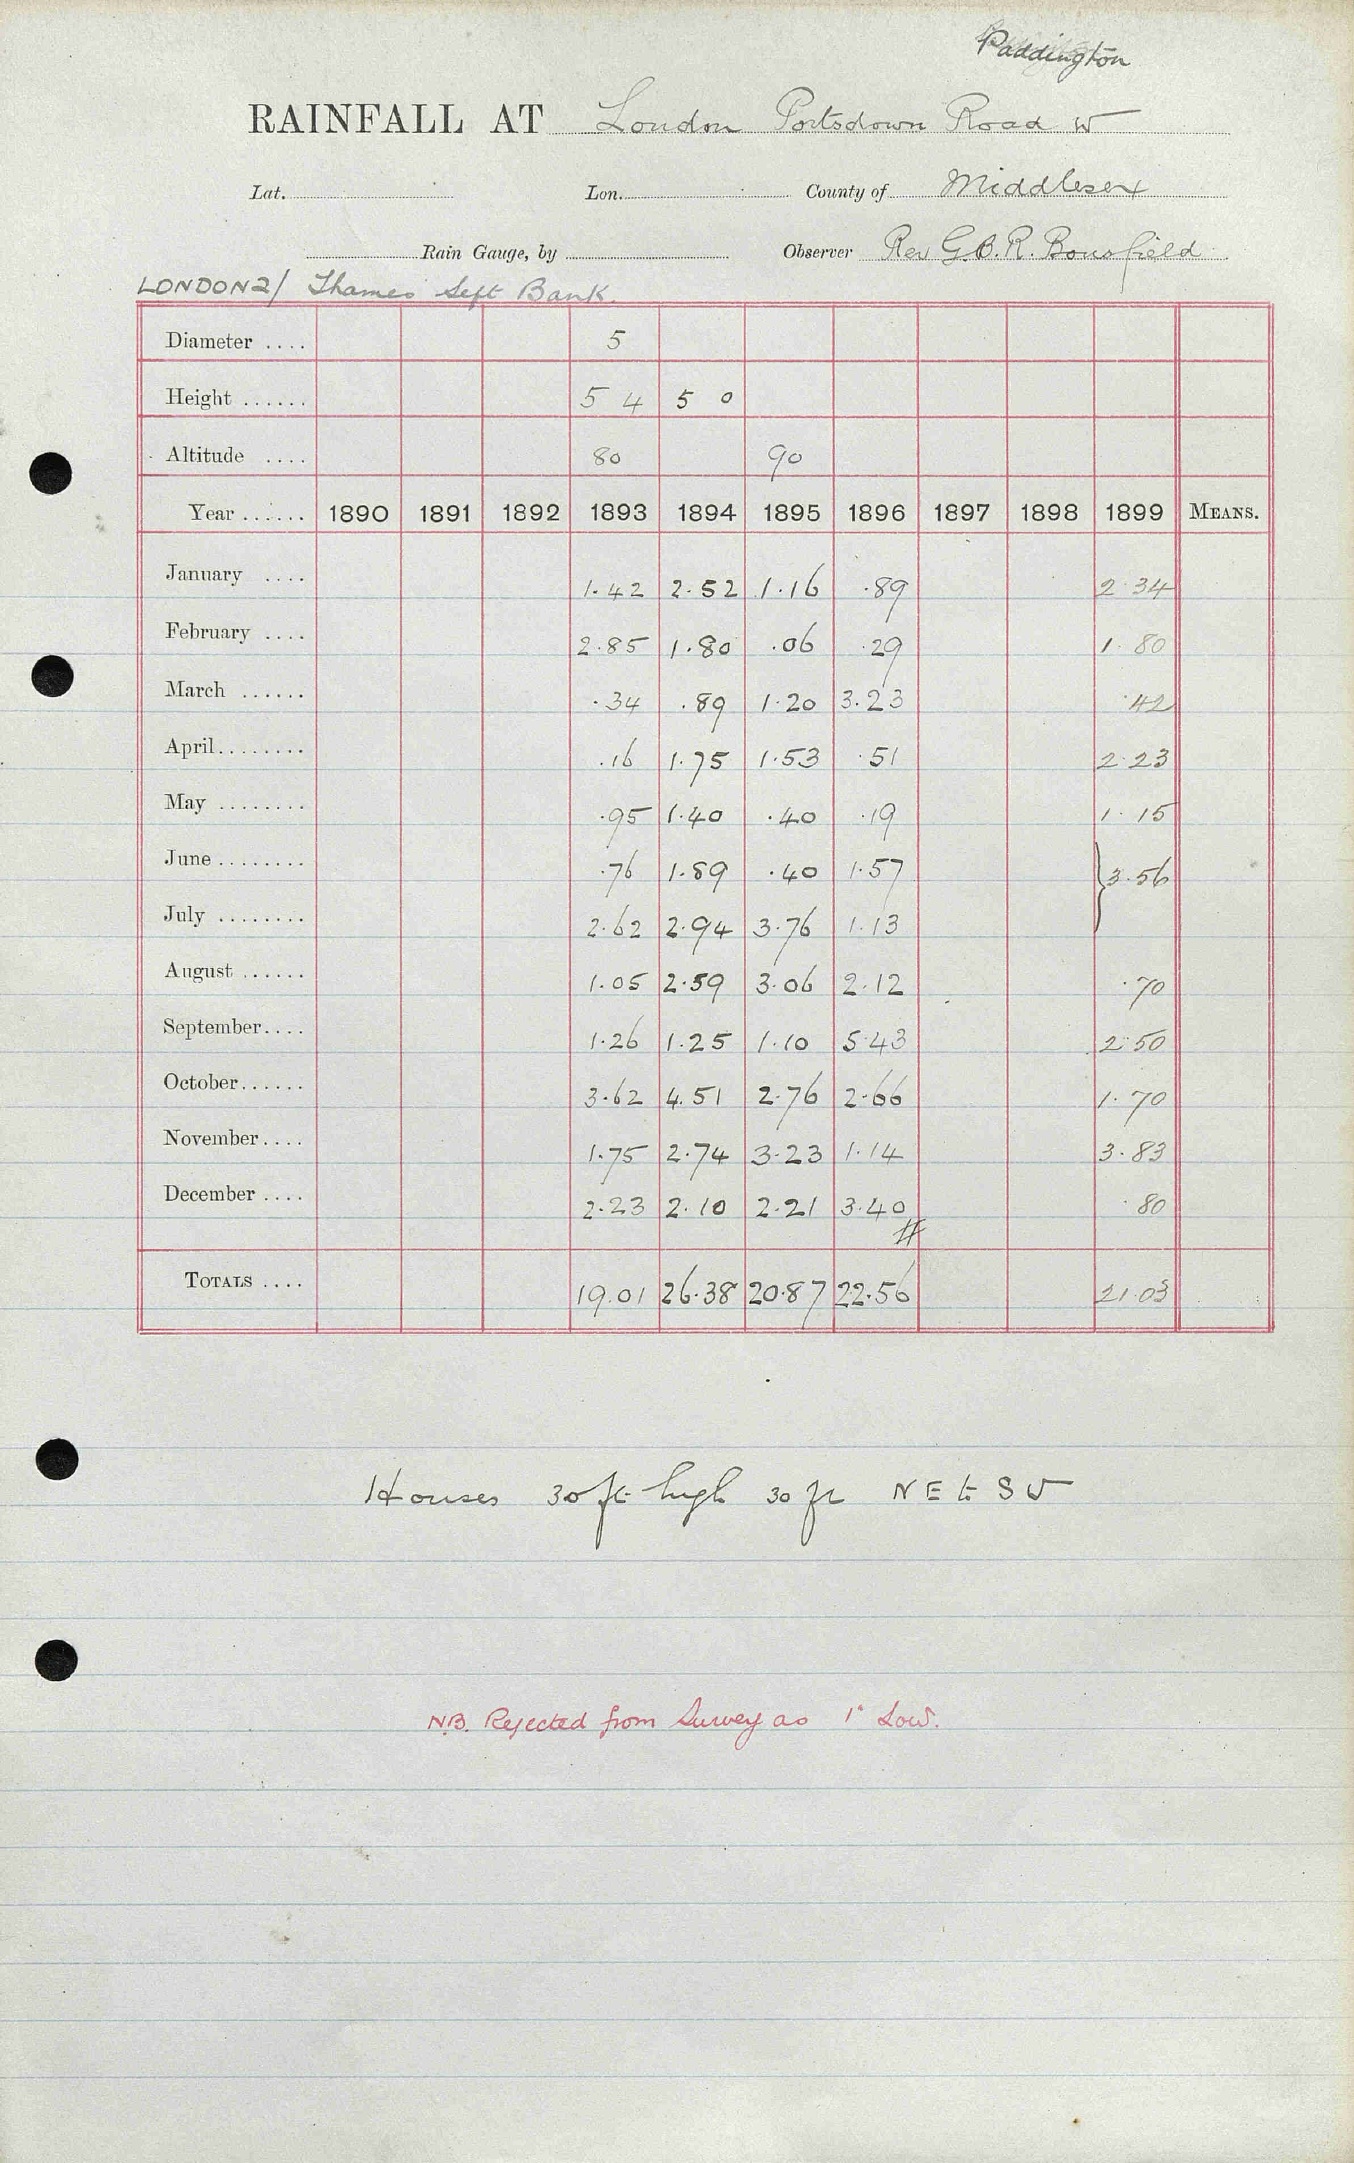 Paddington
RAINFALL AT London Portsdown Road W
Lat. Lon. County of Middlesex
Rain Gauge, by Observer Rev G.B.R. Bousfield
LONDON 2/ Thames Left Bank.
Diameter .... 5
Height ...... 5 4 5 0
Altitude .... 80 90
Year ...... 1890 1891 1892 1893 1894 1895 1896 1897 1898 1899 MEANS.
January .... 1.42 2.52 1.16 .89 2.34
February .... 2.85 1.80 .06 .29 1.80
March ...... .34 .89 1.20 3.23 .42
April........ .16 1.75 1.53 .51 2.23
May ........ .95 1.40 .40 .19 1.15
June ........ .76 1.89 .40 1.57 } 3.56
July ........ 2.62 2.94 3.76 1.13
August ...... 1.05 2.59 3.06 2.12 .70
September.... 1.26 1.25 1.10 5.43 2.50
October...... 3.62 4.51 2.76 2.66 1.70
November.... 1.75 2.74 3.23 1.14 3.83
December .... 2.23 2.10 2.21 3.40 .80
#
TOTALS .... 19.01 26.38 20.87 22.56 21.03
Houses 30 ft high 30 fr NE & SW
N.B. Rejected from Survey as 1" Low.